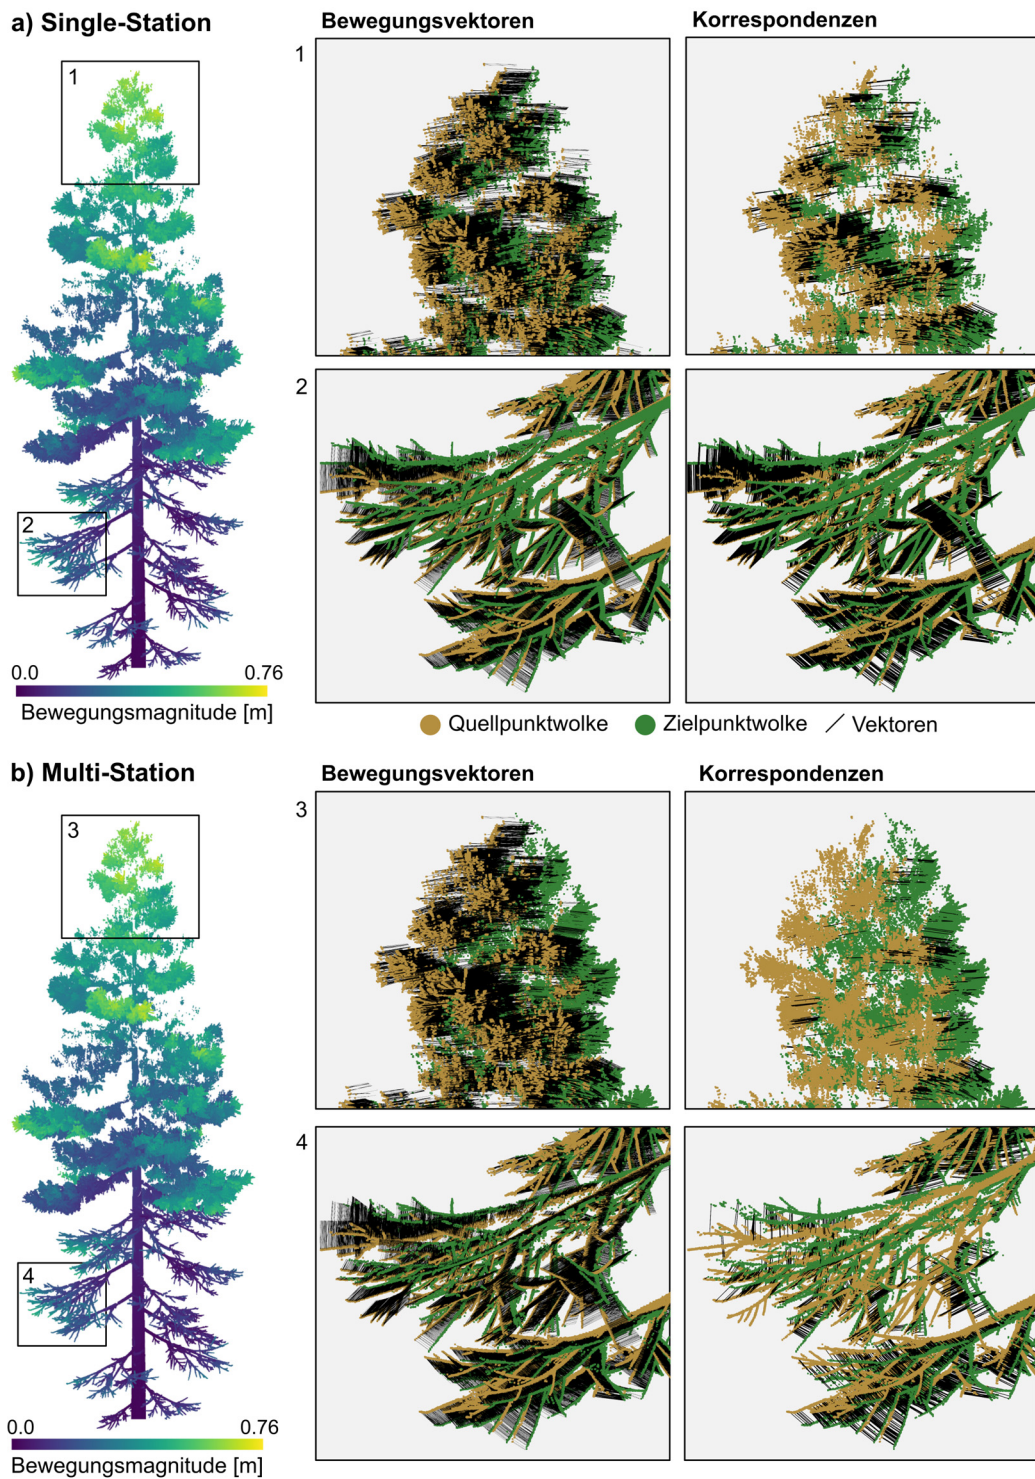 a) Single-Station
Bewegungsvektoren
Korrespondenzen
1
1
2
2
0.0
0.76
Bewegungsmagnitude [m]
Quellpunktwolke
Zielpunktwolke
Vektoren
b) Multi-Station
Bewegungsvektoren
Korrespondenzen
3
3
4
4
0.0
0.76
Bewegungsmagnitude [m]